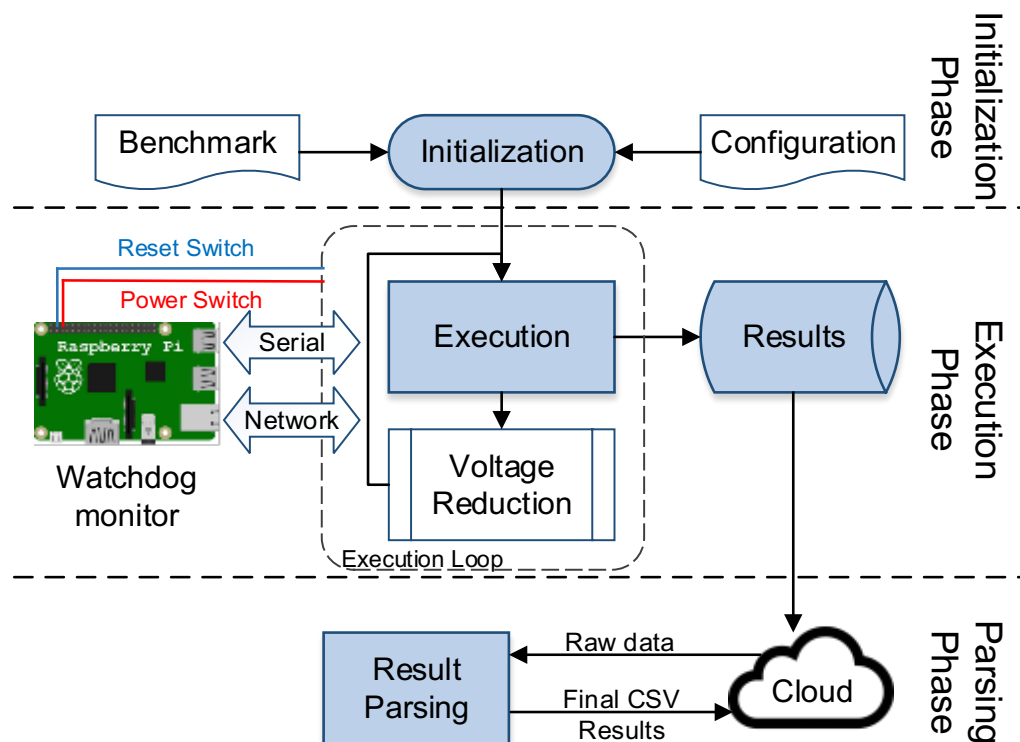 Initialization
Phase
Benchmark
Initialization
Configuration
Reset Switch
Power Switch
Raspberry Pi
Serial
Network
Watchdog
monitor
Execution
Voltage
Reduction
Execution Loop
Results
Execution
Phase
Raw data
Result
Parsing
Final CSV
Results
Cloud
Parsing
Phase